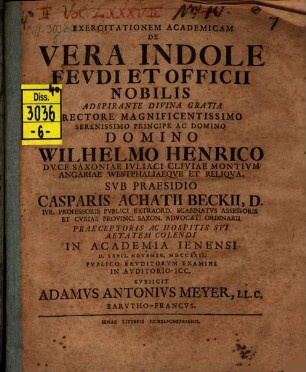 EXERCITATIONEM ACADEMICAM
DE
VERA INDOLE
FEVDI ET OFFICII
NOBILIS
ADSPIRANTE DIVINA GRATIA
RECTORE MAGNIFICENTISSIMO
SERENISSIMO PRINCIPE AC DOMINO
DOMINO
WILHELMO HENRICO
DVCE SAXONIAE IVLIACI CLIVIAE MONTIVM
ANGARIAE WESTPHALIAEQVE ET RELIQVA,
SVB PRAESIDIO
CASPARIS ACHATII BECKII, D.
IVR. PROFESSORIS PVBLICI EXTRAORD. SCABINATVS ASSESSORIS
ET CVRIAE PROVINC. SAXON. ADVOCATI ORDINARII
PRAECEPTORIS AC HOSPITIS SVI
AETATEM COLENDI
IN ACADEMIA IENENSI
PVBLICO ERVDITORVM EXAMINI
IN AVDITORIO ICC.
SVBIICIT
ADAMVS ANTONIVS MEYER, LL. C.
BARVTHO-FRANCVS.
Diss.
3036
-6-